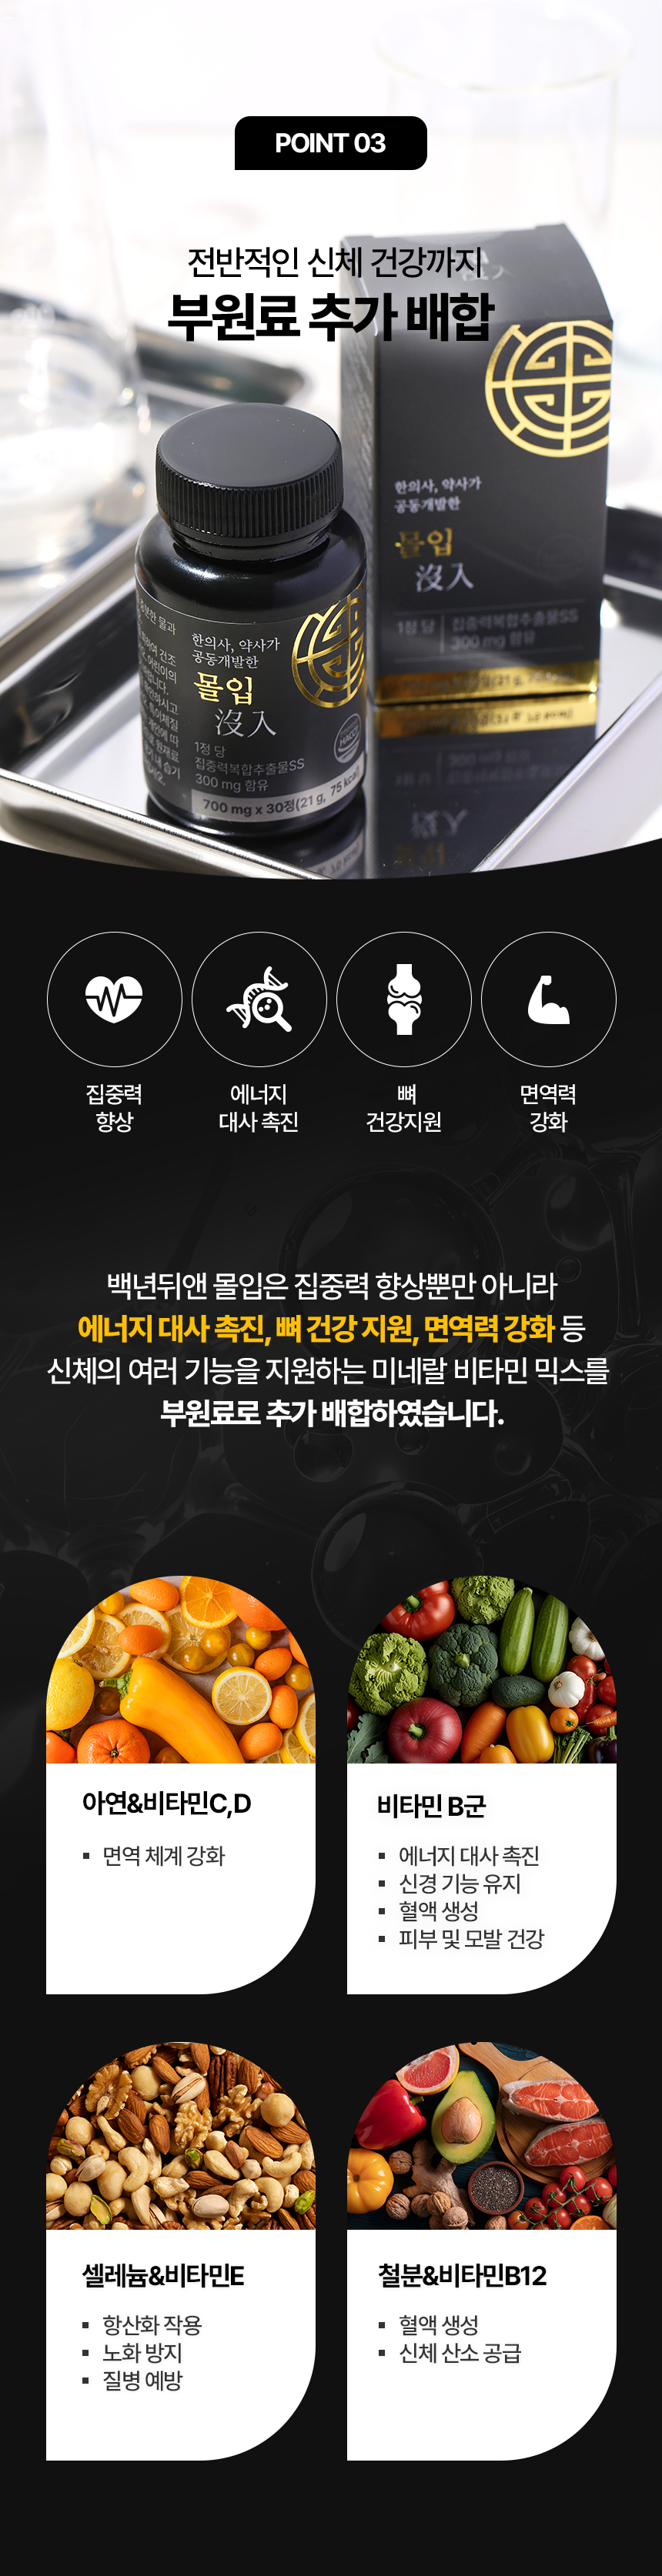 POINT 03
전반적인 신체 건강까지
부원료 추가 배합
한의사, 약사가
공동개발한
몰입
沒入
1정 당
집중력복합추출물SS
300 mg 함유
한의사, 약사가
공동개발한
몰입
沒入
1정 당
집중력복합추출물SS
300 mg 함유
700 mg x 30정(21 g, 75 kcal
집중력
향상
에너지
대사 촉진
뼈
건강지원
면역력
강화
백년뒤앤 몰입은 집중력 향상뿐만 아니라
에너지 대사 촉진, 뼈 건강 지원, 면역력 강화 등
신체의 여러 기능을 지원하는 미네랄 비타민 믹스를
부원료로 추가 배합하였습니다.
아연&비타민C,D
▪ 면역 체계 강화
비타민 B군
▪ 에너지 대사 촉진
▪ 신경 기능 유지
▪ 혈액 생성
▪ 피부 및 모발 건강
셀레늄&비타민E
▪ 항산화 작용
▪ 노화 방지
▪ 질병 예방
철분&비타민B12
▪ 혈액 생성
▪ 신체 산소 공급